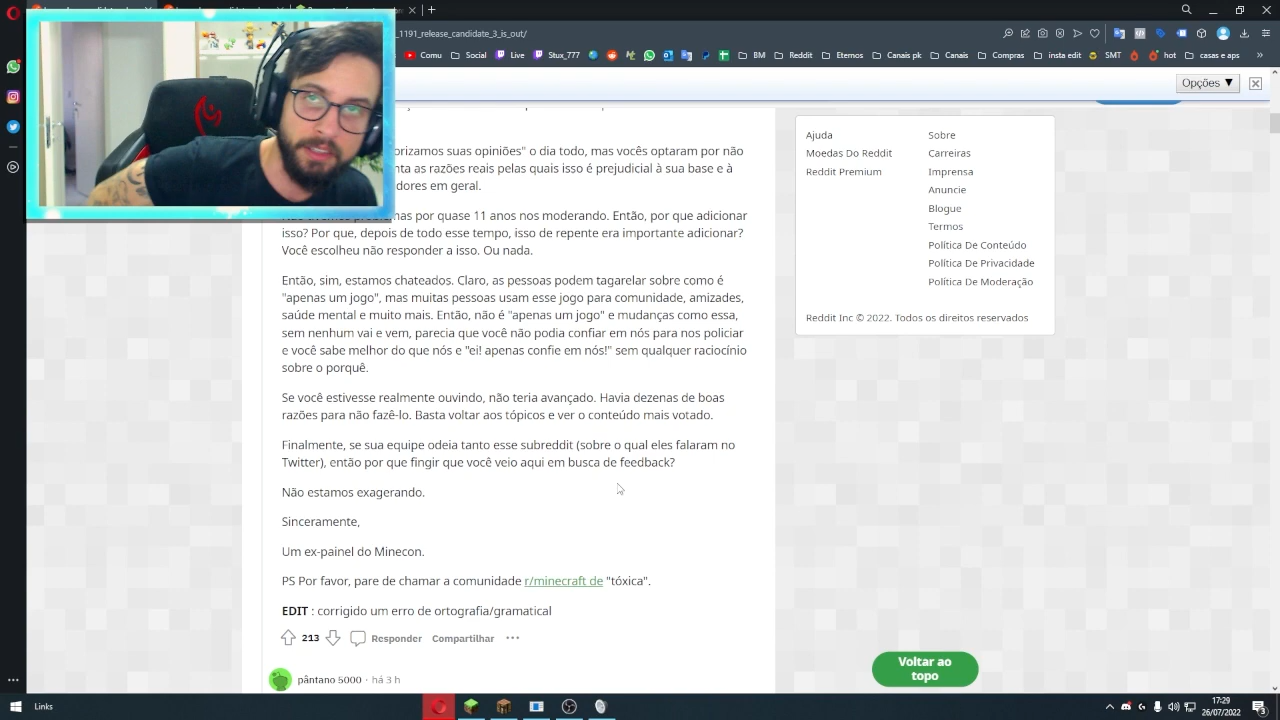 _1191_release_candidate_3_is_out/
Comu
Social
Live
Stux_777
BM
Reddit
Etenos
Camis pk
Compras
instas
SMT
hot
casas e aps
Opções ▼
orizamos suas opiniões" o dia todo, mas vocês optaram por não
nta as razões reais pelas quais isso é prejudicial à sua base e à
dores em geral.
mas por quase 11 anos nos moderando. Então, por que adicionar
isso? Por que, depois de todo esse tempo, isso de repente era importante adicionar?
Você escolheu não responder a isso. Ou nada.
Então, sim, estamos chateados. Claro, as pessoas podem tagarelar sobre como é
"apenas um jogo", mas muitas pessoas usam esse jogo para comunidade, amizades,
saúde mental e muito mais. Então, não é "apenas um jogo" e mudanças como essa,
sem nenhum vai e vem, parecia que você não podia confiar em nós para nos policiar
e você sabe melhor do que nós e "ei! apenas confie em nós!" sem qualquer raciocínio
sobre o porquê.
Se você estivesse realmente ouvindo, não teria avançado. Havia dezenas de boas
razões para não fazê-lo. Basta voltar aos tópicos e ver o conteúdo mais votado.
Finalmente, se sua equipe odeia tanto esse subreddit (sobre o qual eles falaram no
Twitter), então por que fingir que você veio aqui em busca de feedback?
Não estamos exagerando.
Sinceramente,
Um ex-painel do Minecon.
PS Por favor, pare de chamar a comunidade r/minecraft de "tóxica".
EDIT : corrigido um erro de ortografia/gramatical
213 Responder Compartilhar
pântano 5000 · há 3 h
Ajuda
Moedas Do Reddit
Reddit Premium
Sobre
Carreiras
Imprensa
Anuncie
Blogue
Termos
Política De Conteúdo
Política De Privacidade
Política De Moderação
Reddit Inc © 2022. Todos os direitos reservados
Voltar ao
topo
Links
17:29
26/07/2022